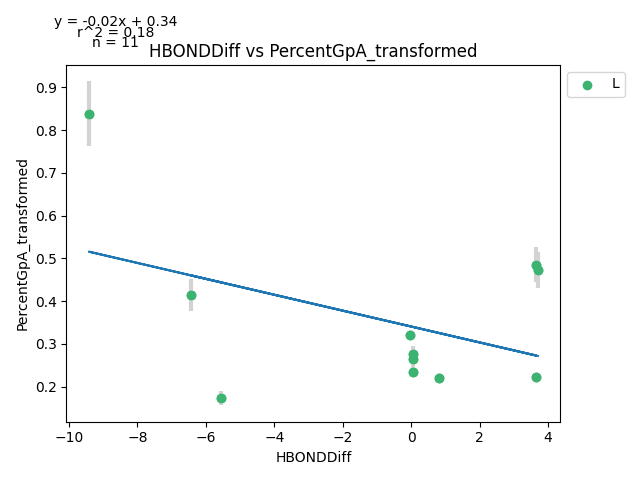 y = -0.02x + 0.34
r^2 = 0.18
n = 11
HBONDDiff vs PercentGpA_transformed
L
PercentGpA_transformed
0.9
0.8
0.7
0.6
0.5
0.4
0.3
0.2
−10
−8
−6
−4
−2
0
2
4
HBONDDiff